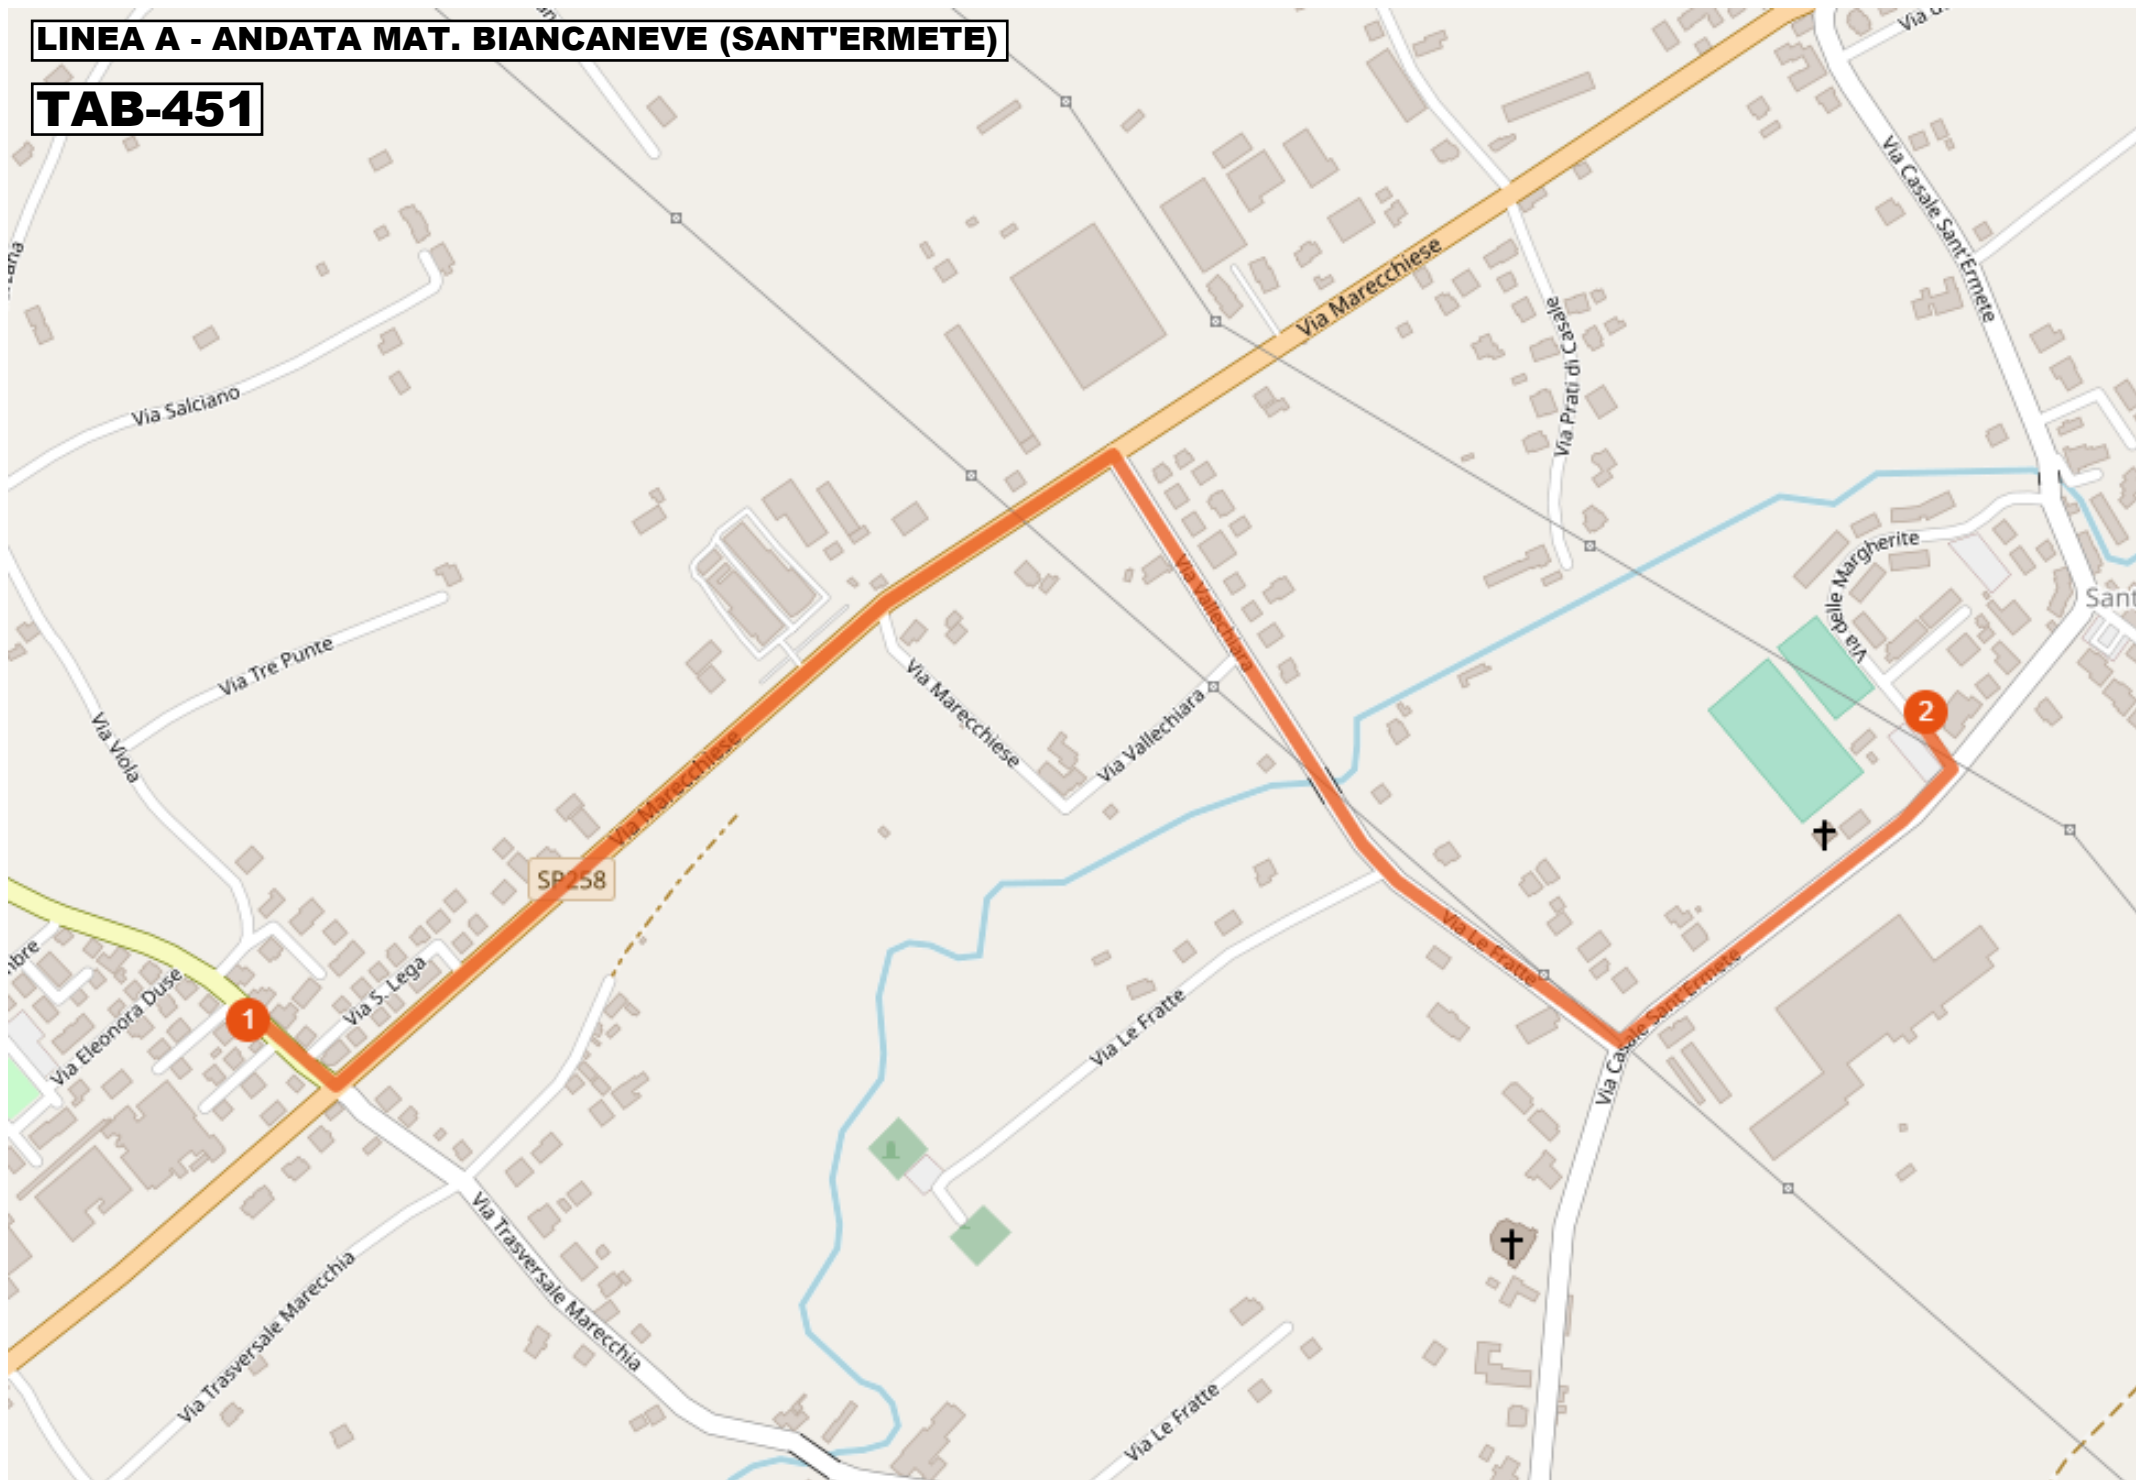 LINEA A - ANDATA MAT. BIANCANEVE (SANT'ERMETE)
TAB-451
Via Casale Sant'Ermete
Via Marecchiese
Via Prati di Casale
Via Salciano
Via delle Margherite
Via Vallechiara
Sant
Via Tre Punte
Via Marecchiese
Via Vallechiara
Via Viola
Via Marecchiese
2
SP258
Via Le Fratte
Via S. Lega
Via Eleonora Duse
1
Via Casale Sant'Ermete
Via Le Fratte
Via Trasversale Marecchia
Via Trasversale Marecchia
Via Le Fratte